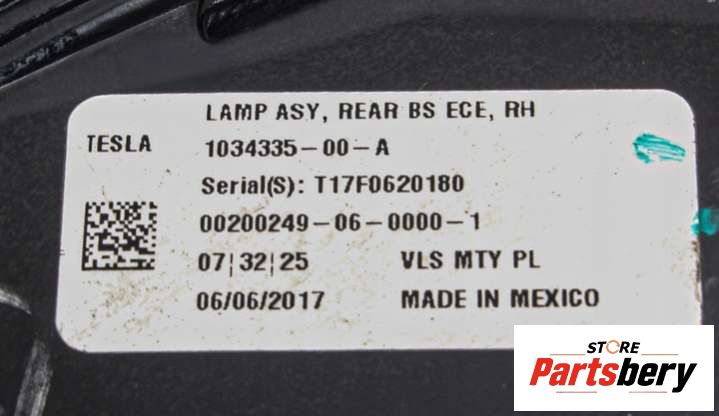 LAMP ASY, REAR BS ECE, RH
TESLA 1034335-00-A
Serial(S): T17F0620180
00200249-06-0000-1
07|32|25 VLS MTY PL
06/06/2017 MADE IN MEXICO
STORE
Partsbery